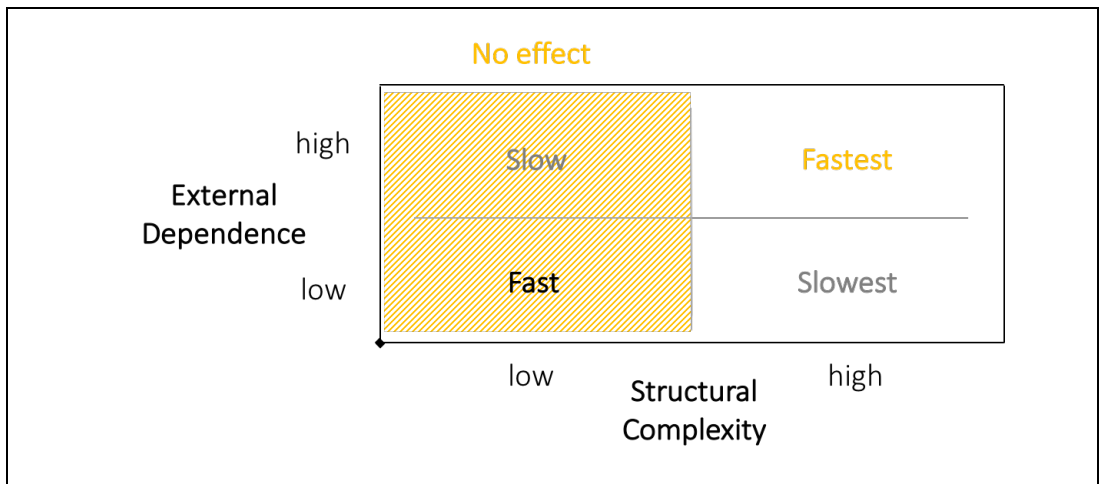 No effect
high
Slow
Fastest
External
Dependence
low
Fast
Slowest
low
high
Structural
Complexity